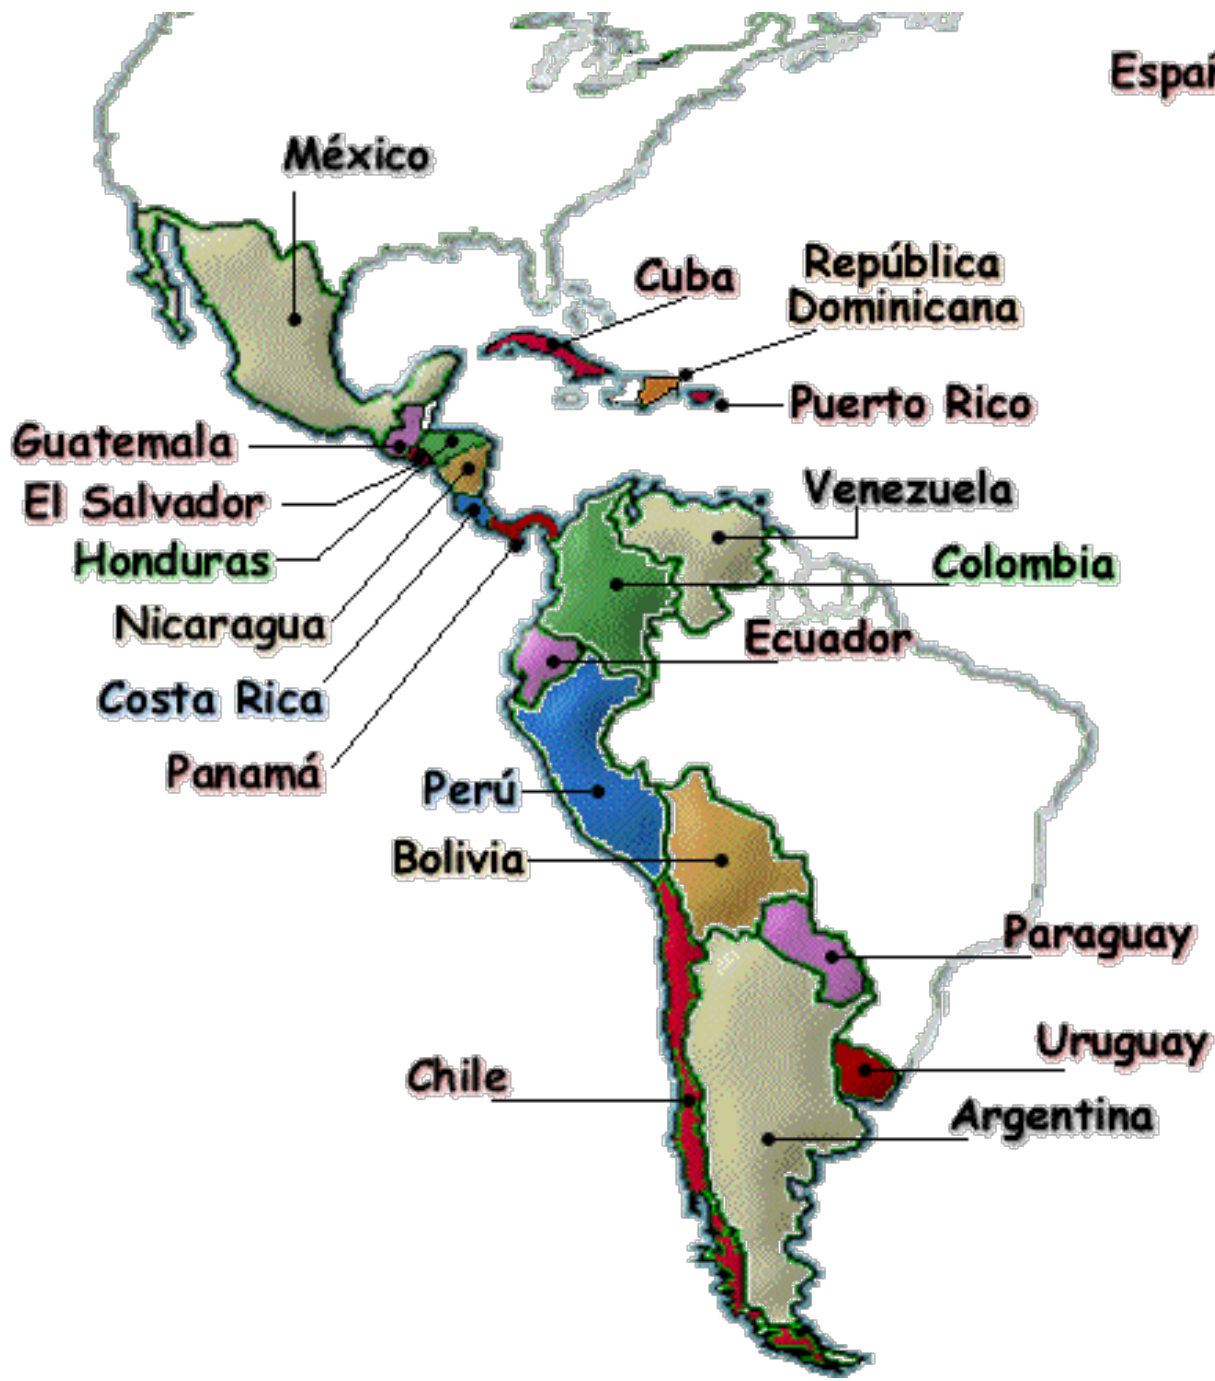 Españ
México
Cuba
República
Dominicana
Puerto Rico
Guatemala
El Salvador
Venezuela
Honduras
Colombia
Nicaragua
Ecuador
Costa Rica
Panamá
Perú
Bolivia
Paraguay
Uruguay
Chile
Argentina